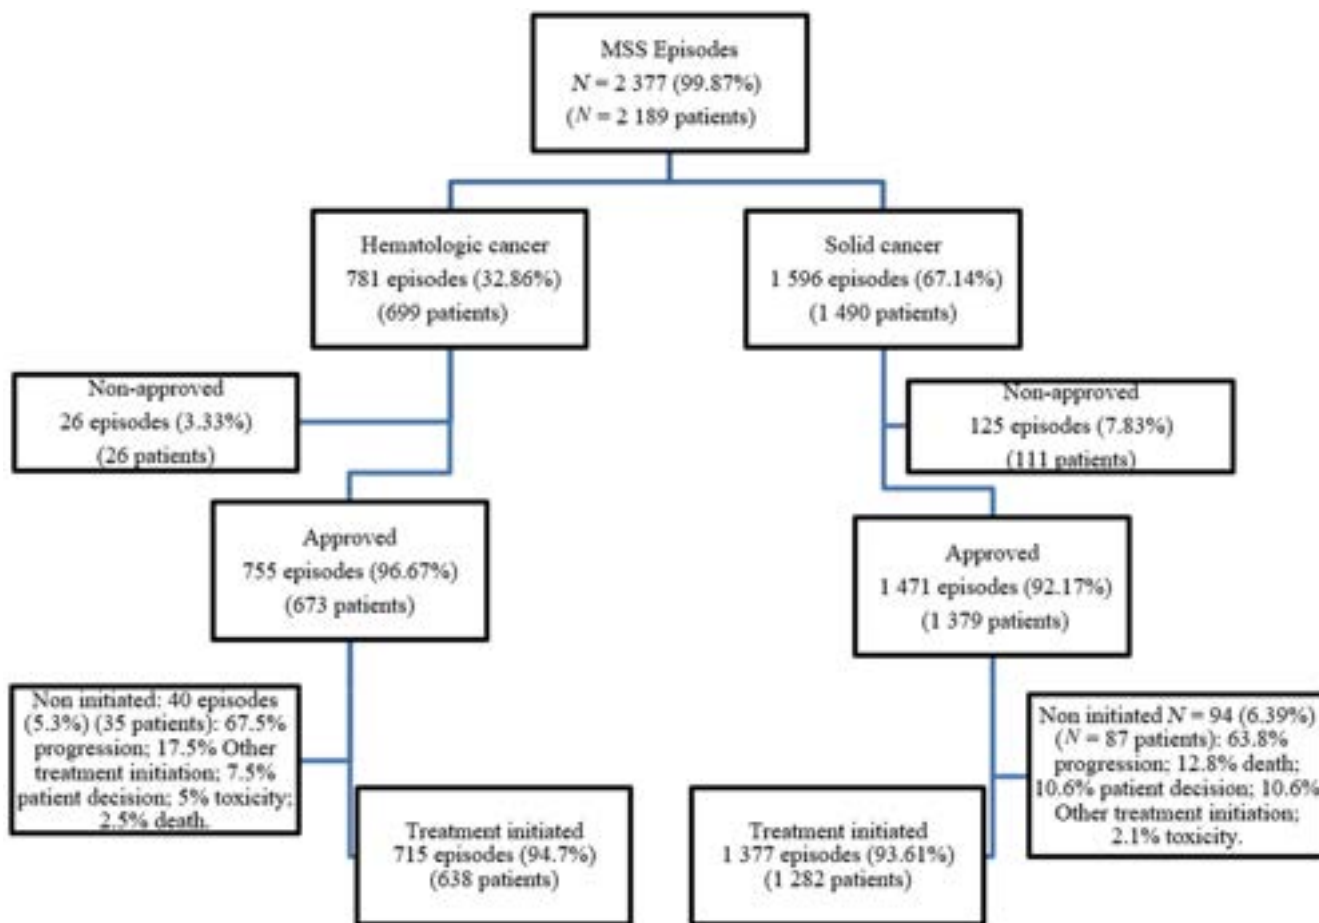 MSS Episodes
N = 2 377 (99.87%)
(N = 2 189 patients)
Hematologic cancer
781 episodes (32.86%)
(699 patients)
Solid cancer
1 596 episodes (67.14%)
(1 490 patients)
Non-approved
26 episodes (3.33%)
(26 patients)
Non-approved
125 episodes (7.83%)
(111 patients)
Approved
755 episodes (96.67%)
(673 patients)
Approved
1 471 episodes (92.17%)
(1 379 patients)
Non initiated: 40 episodes
(5.3%) (35 patients): 67.5%
progression; 17.5% Other
treatment initiation; 7.5%
patient decision; 5% toxicity;
2.5% death.
Non initiated N = 94 (6.39%)
(N = 87 patients): 63.8%
progression; 12.8% death;
10.6% patient decision; 10.6%
Other treatment initiation;
2.1% toxicity.
Treatment initiated
715 episodes (94.7%)
(638 patients)
Treatment initiated
1 377 episodes (93.61%)
(1 282 patients)